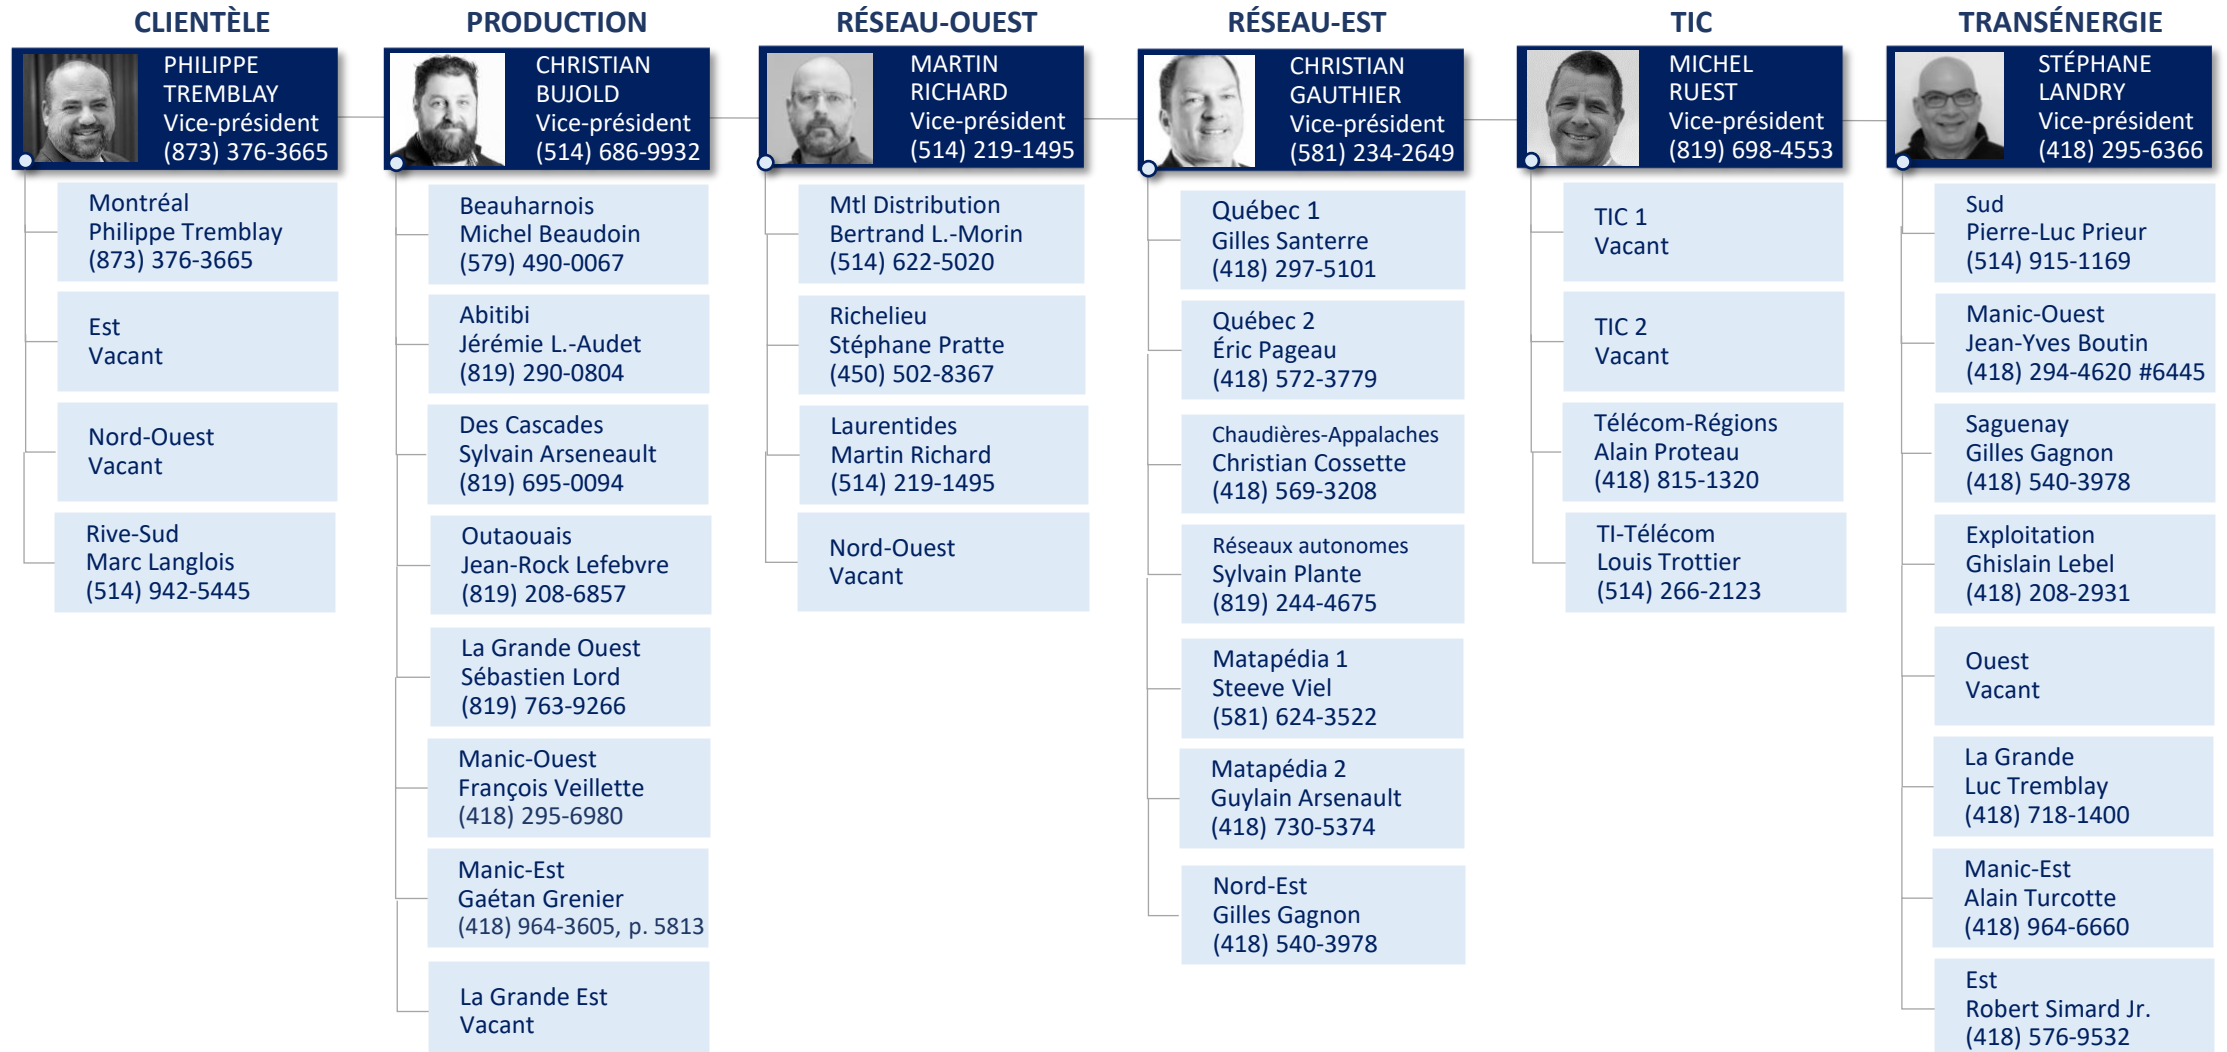 CLIENTÈLE
PHILIPPE
TREMBLAY
Vice-président
(873) 376-3665
Montréal
Philippe Tremblay
(873) 376-3665
Est
Vacant
Nord-Ouest
Vacant
Rive-Sud
Marc Langlois
(514) 942-5445
PRODUCTION
CHRISTIAN
BUJOLD
Vice-président
(514) 686-9932
Beauharnois
Michel Beaudoin
(579) 490-0067
Abitibi
Jérémie L.-Audet
(819) 290-0804
Des Cascades
Sylvain Arseneault
(819) 695-0094
Outaouais
Jean-Rock Lefebvre
(819) 208-6857
La Grande Ouest
Sébastien Lord
(819) 763-9266
Manic-Ouest
François Veillette
(418) 295-6980
Manic-Est
Gaétan Grenier
(418) 964-3605, p. 5813
La Grande Est
Vacant
RÉSEAU-OUEST
MARTIN
RICHARD
Vice-président
(514) 219-1495
Mtl Distribution
Bertrand L.-Morin
(514) 622-5020
Richelieu
Stéphane Pratte
(450) 502-8367
Laurentides
Martin Richard
(514) 219-1495
Nord-Ouest
Vacant
RÉSEAU-EST
CHRISTIAN
GAUTHIER
Vice-président
(581) 234-2649
Québec 1
Gilles Santerre
(418) 297-5101
Québec 2
Éric Pageau
(418) 572-3779
Chaudières-Appalaches
Christian Cossette
(418) 569-3208
Réseaux autonomes
Sylvain Plante
(819) 244-4675
Matapédia 1
Steeve Viel
(581) 624-3522
Matapédia 2
Guylain Arsenault
(418) 730-5374
Nord-Est
Gilles Gagnon
(418) 540-3978
TIC
MICHEL
RUEST
Vice-président
(819) 698-4553
TIC 1
Vacant
TIC 2
Vacant
Télécom-Régions
Alain Proteau
(418) 815-1320
TI-Télécom
Louis Trottier
(514) 266-2123
TRANSÉNERGIE
STÉPHANE
LANDRY
Vice-président
(418) 295-6366
Sud
Pierre-Luc Prieur
(514) 915-1169
Manic-Ouest
Jean-Yves Boutin
(418) 294-4620 #6445
Saguenay
Gilles Gagnon
(418) 540-3978
Exploitation
Ghislain Lebel
(418) 208-2931
Ouest
Vacant
La Grande
Luc Tremblay
(418) 718-1400
Manic-Est
Alain Turcotte
(418) 964-6660
Est
Robert Simard Jr.
(418) 576-9532